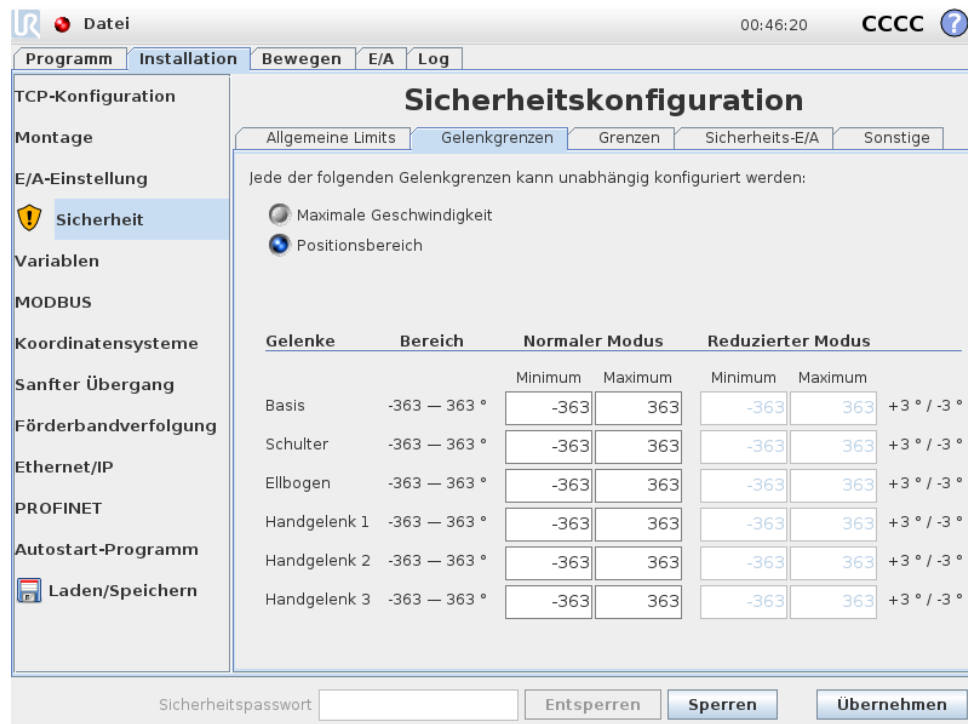 UR Datei 00:46:20 CCCC ?
Programm Installation Bewegen E/A Log
TCP-Konfiguration
Montage
E/A-Einstellung
Sicherheit
Variablen
MODBUS
Koordinatensysteme
Sanfter Übergang
Förderbandverfolgung
Ethernet/IP
PROFINET
Autostart-Programm
Laden/Speichern
Sicherheitskonfiguration
Allgemeine Limits Gelenkgrenzen Grenzen Sicherheits-E/A Sonstige
Jede der folgenden Gelenkgrenzen kann unabhängig konfiguriert werden:
Maximale Geschwindigkeit
Positionsbereich
Gelenke Bereich Normaler Modus Reduzierter Modus
Minimum Maximum Minimum Maximum
Basis -363 — 363 ° -363 363 -363 363 +3 ° / -3 °
Schulter -363 — 363 ° -363 363 -363 363 +3 ° / -3 °
Ellbogen -363 — 363 ° -363 363 -363 363 +3 ° / -3 °
Handgelenk 1 -363 — 363 ° -363 363 -363 363 +3 ° / -3 °
Handgelenk 2 -363 — 363 ° -363 363 -363 363 +3 ° / -3 °
Handgelenk 3 -363 — 363 ° -363 363 -363 363 +3 ° / -3 °
Sicherheitspasswort Entsperren Sperren Übernehmen